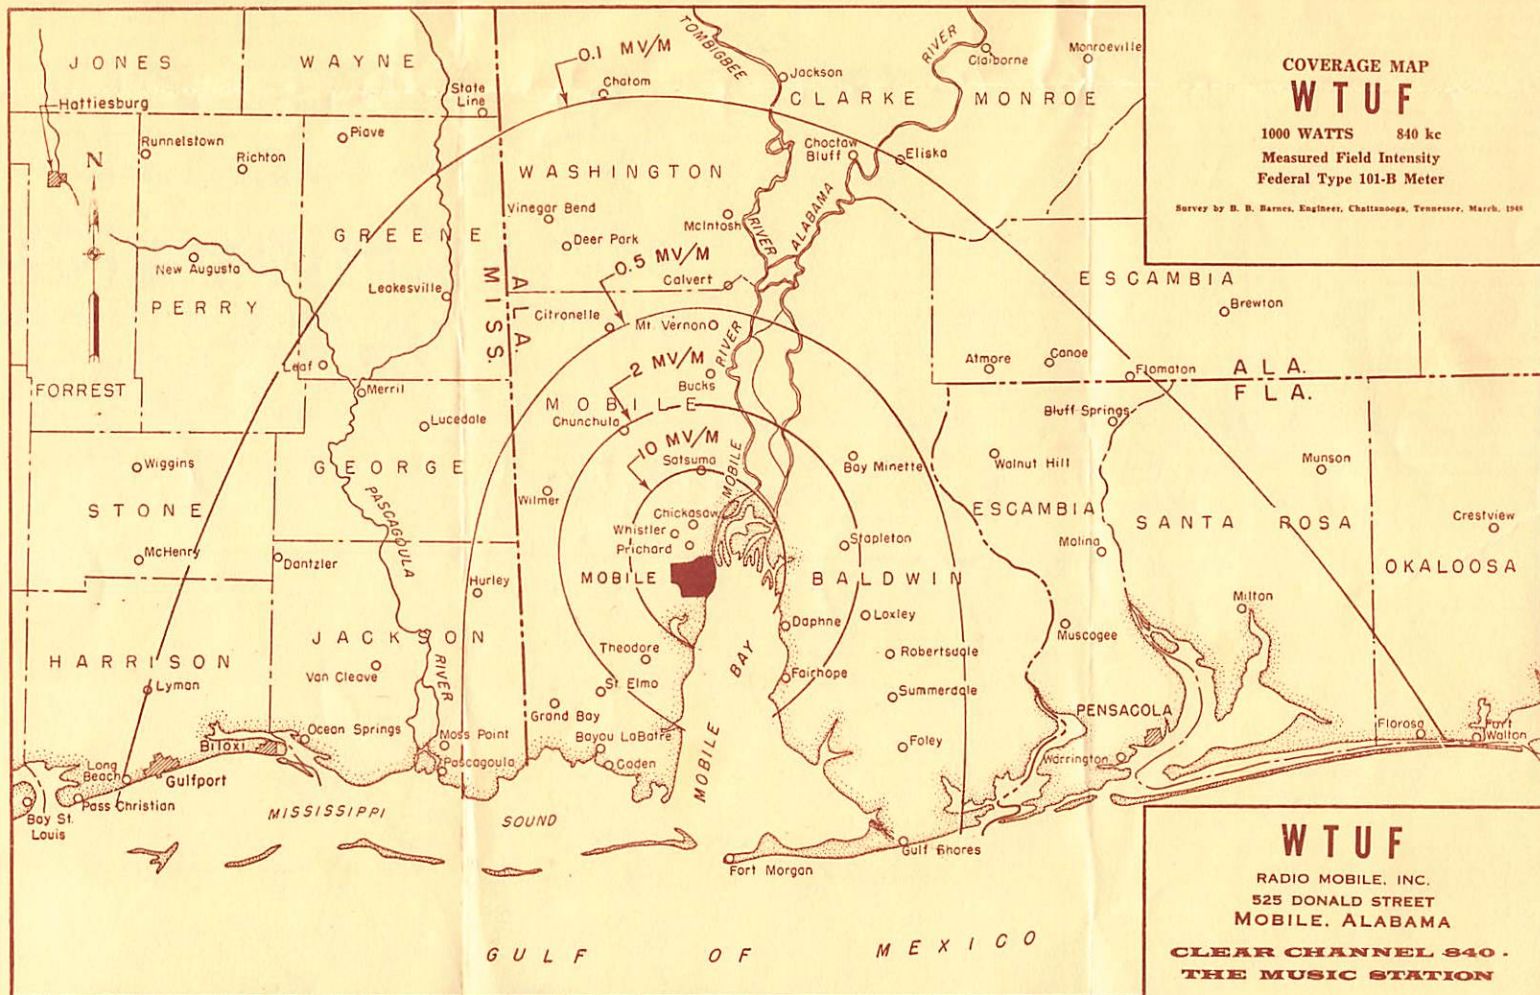 COVERAGE MAP
WTUF
1000 WATTS 840 kc
Measured Field Intensity
Federal Type 101-B Meter
Survey by B. B. Barnes, Engineer, Chattanooga, Tennessee, March, 1948
0.1 MV/M
TOMBIGBEE
RIVER
Claiborne
Monroeville
JONES
WAYNE
State
Line
Chatom
Jackson
CLARKE
MONROE
Hattiesburg
Runnelstown
Richton
Piave
N
WASHINGTON
Choctaw
Bluff
Eliska
Vinegar Bend
McIntosh
RIVER
ALABAMA
GREENE
Deer Park
New Augusta
Leakesville
MISS.
ALA.
0.5 MV/M
Calvert
ESCAMBIA
Brewton
PERRY
Citronelle
Mt. Vernon
RIVER
Leaf
Merril
2 MV/M
Bucks
Atmore
Canoe
Flomaton
ALA.
FLA.
FORREST
MOBILE
Chunchula
Lucedale
Bluff Springs
Wiggins
GEORGE
10 MV/M
Satsuma
MOBILE
Bay Minette
Walnut Hill
Munson
STONE
PASCAGOULA
Wilmer
Chickasaw
Whistler
Prichard
Stapleton
ESCAMBIA
SANTA ROSA
Crestview
McHenry
Dantzler
Hurley
MOBILE
BALDWIN
Molino
OKALOOSA
Milton
JACKSON
Daphne
Loxley
Muscogee
HARRISON
Van Cleave
RIVER
Theodore
BAY
Robertsdale
Lyman
St. Elmo
Fairhope
Summerdale
Grand Bay
PENSACOLA
Ocean Springs
Moss Point
Bayou LaBatre
Foley
Florosa
Fort
Walton
Biloxi
Long
Beach
Gulfport
Pascagoula
Coden
MOBILE
Warrington
Pass Christian
Bay St.
Louis
MISSISSIPPI SOUND
Gulf Shores
Fort Morgan
GULF OF MEXICO
WTUF
RADIO MOBILE, INC.
525 DONALD STREET
MOBILE, ALABAMA
CLEAR CHANNEL 840 .
THE MUSIC STATION